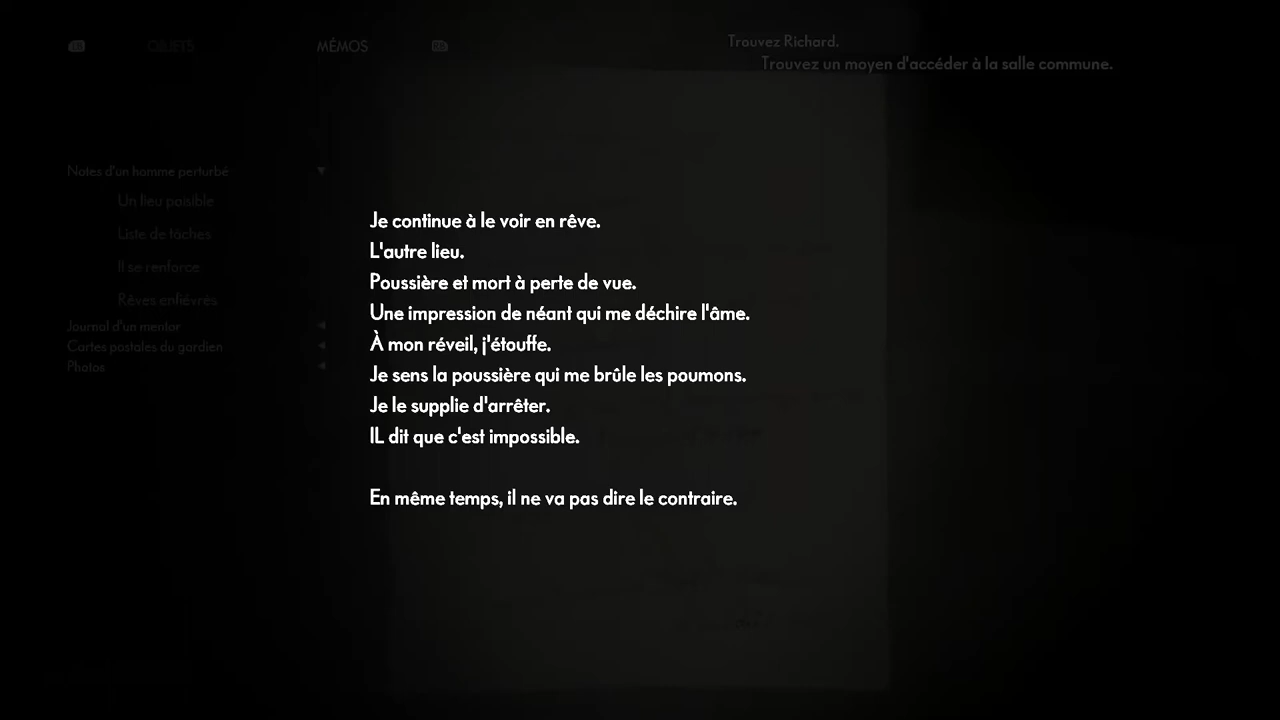 LB
OBJETS
MÉMOS
RB
Trouvez Richard.
Trouvez un moyen d'accéder à la salle commune.
Notes d'un homme perturbé
Un lieu paisible
Liste de tâches
Il se renforce
Rêves enfiévrés
Journal d'un mentor
Cartes postales du gardien
Photos
Je continue à le voir en rêve.
L'autre lieu.
Poussière et mort à perte de vue.
Une impression de néant qui me déchire l'âme.
À mon réveil, j'étouffe.
Je sens la poussière qui me brûle les poumons.
Je le supplie d'arrêter.
IL dit que c'est impossible.
En même temps, il ne va pas dire le contraire.